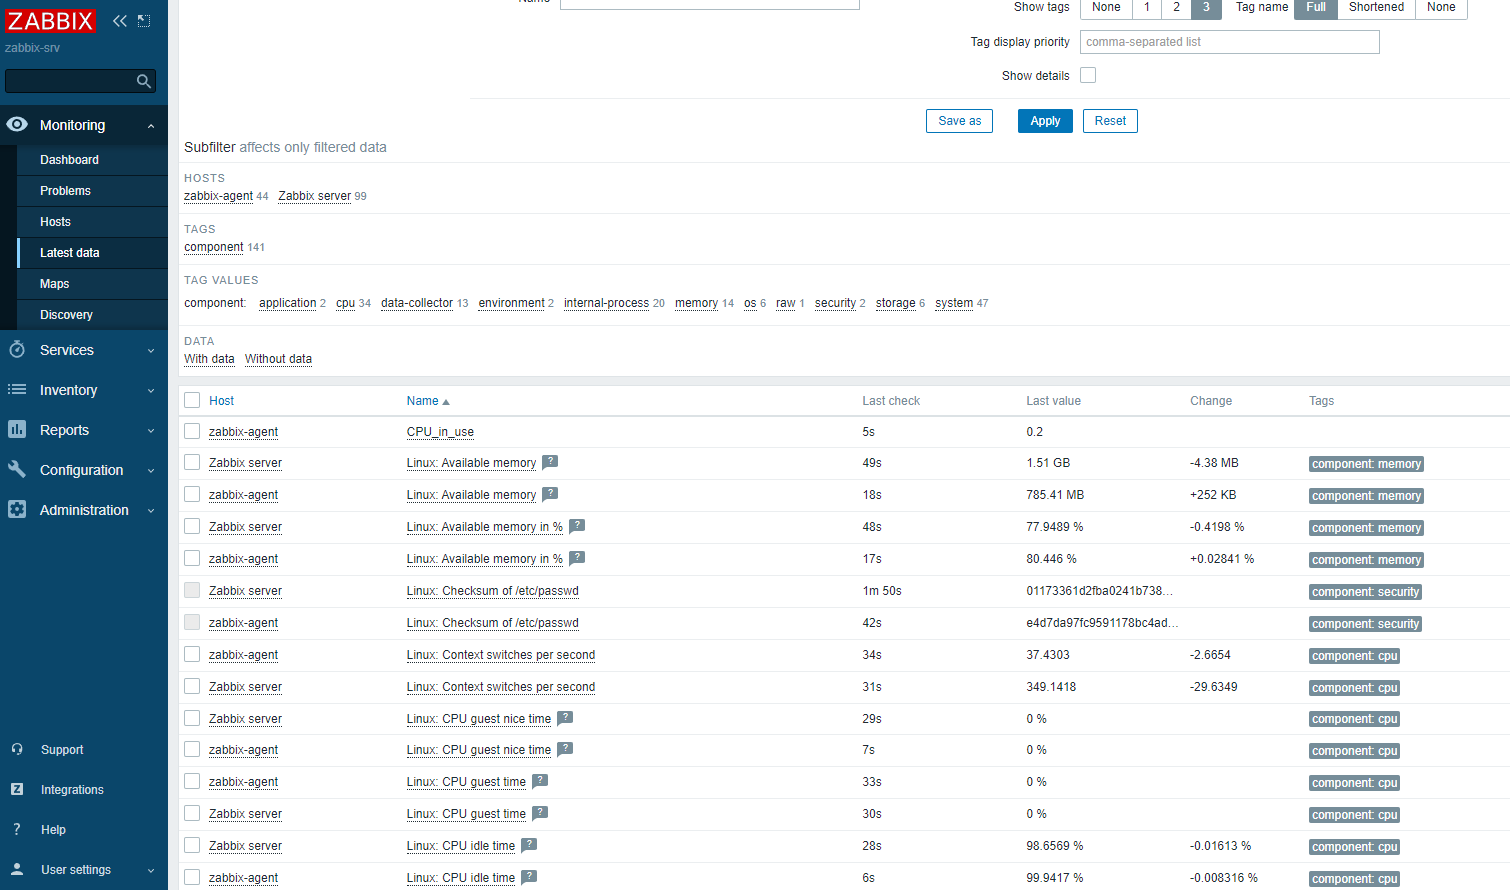 ZABBIX
zabbix-srv
Monitoring
Dashboard
Problems
Hosts
Latest data
Maps
Discovery
Services
Inventory
Reports
Configuration
Administration
Support
Integrations
Help
User settings
Name
Show tags None 1 2 3 Tag name Full Shortened None
Tag display priority comma-separated list
Show details
Save as Apply Reset
Subfilter affects only filtered data
HOSTS
zabbix-agent 44 Zabbix server 99
TAGS
component 141
TAG VALUES
component: application 2 cpu 34 data-collector 13 environment 2 internal-process 20 memory 14 os 6 raw 1 security 2 storage 6 system 47
DATA
With data Without data
Host Name Last check Last value Change Tags
zabbix-agent CPU_in_use 5s 0.2
Zabbix server Linux: Available memory ? 49s 1.51 GB -4.38 MB component: memory
zabbix-agent Linux: Available memory ? 18s 785.41 MB +252 KB component: memory
Zabbix server Linux: Available memory in % ? 48s 77.9489 % -0.4198 % component: memory
zabbix-agent Linux: Available memory in % ? 17s 80.446 % +0.02841 % component: memory
Zabbix server Linux: Checksum of /etc/passwd 1m 50s 01173361d2fba0241b738... component: security
zabbix-agent Linux: Checksum of /etc/passwd 42s e4d7da97fc9591178bc4ad... component: security
zabbix-agent Linux: Context switches per second 34s 37.4303 -2.6654 component: cpu
Zabbix server Linux: Context switches per second 31s 349.1418 -29.6349 component: cpu
Zabbix server Linux: CPU guest nice time ? 29s 0 % component: cpu
zabbix-agent Linux: CPU guest nice time ? 7s 0 % component: cpu
zabbix-agent Linux: CPU guest time ? 33s 0 % component: cpu
Zabbix server Linux: CPU guest time ? 30s 0 % component: cpu
Zabbix server Linux: CPU idle time ? 28s 98.6569 % -0.01613 % component: cpu
zabbix-agent Linux: CPU idle time ? 6s 99.9417 % -0.008316 % component: cpu